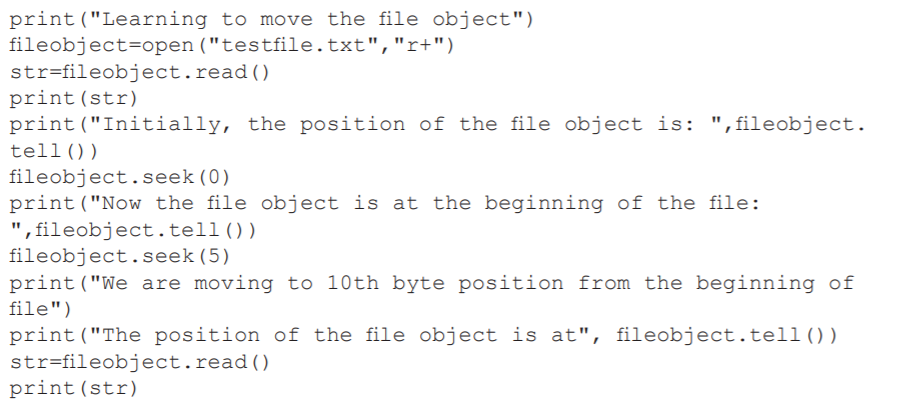 print("Learning to move the file object")
fileobject=open("testfile.txt","r+")
str=fileobject.read()
print(str)
print("Initially, the position of the file object is: ",fileobject.
tell())
fileobject.seek(0)
print("Now the file object is at the beginning of the file:
",fileobject.tell())
fileobject.seek(5)
print("We are moving to 10th byte position from the beginning of
file")
print("The position of the file object is at", fileobject.tell())
str=fileobject.read()
print(str)